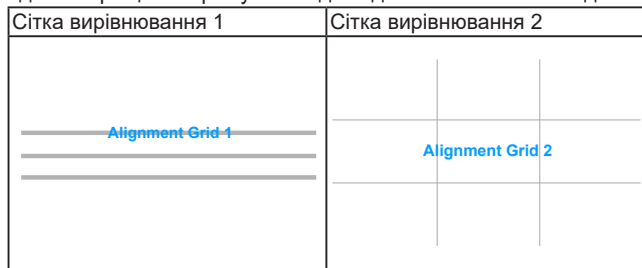 Сітка вирівнювання 1
Сітка вирівнювання 2
Alignment Grid 1
Alignment Grid 2